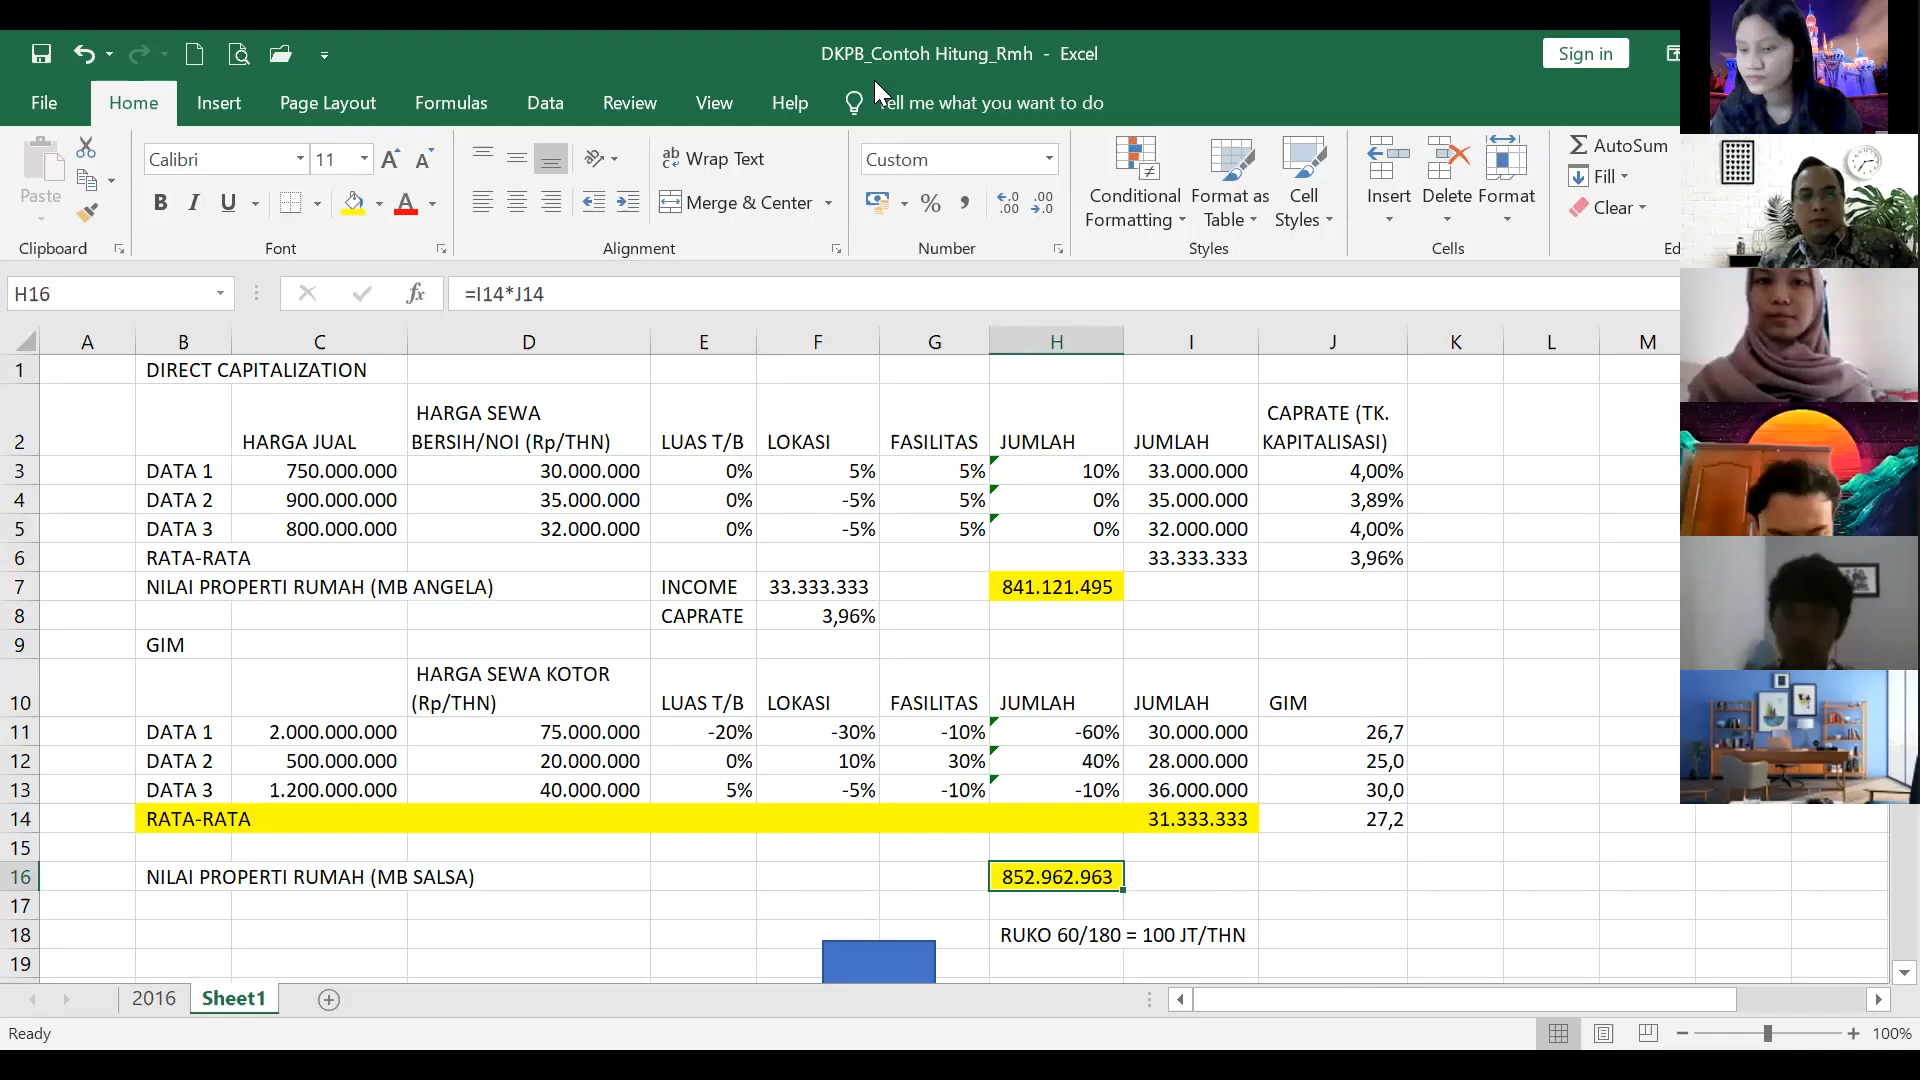 DKPB_Contoh Hitung_Rmh - Excel
Sign in
File Home Insert Page Layout Formulas Data Review View Help ell me what you want to do
Paste
Clipboard
Calibri 11
B I U
Font
Wrap Text
Merge & Center
Alignment
Custom
% ,
Number
Conditional Formatting
Format as Table
Cell Styles
Styles
Insert Delete Format
Cells
AutoSum
Fill
Clear
H16 fx =I14*J14
A B C D E F G H I J K L M
1 DIRECT CAPITALIZATION
2 HARGA JUAL HARGA SEWA BERSIH/NOI (Rp/THN) LUAS T/B LOKASI FASILITAS JUMLAH JUMLAH CAPRATE (TK. KAPITALISASI)
3 DATA 1 750.000.000 30.000.000 0% 5% 5% 10% 33.000.000 4,00%
4 DATA 2 900.000.000 35.000.000 0% -5% 5% 0% 35.000.000 3,89%
5 DATA 3 800.000.000 32.000.000 0% -5% 5% 0% 32.000.000 4,00%
6 RATA-RATA 33.333.333 3,96%
7 NILAI PROPERTI RUMAH (MB ANGELA) INCOME 33.333.333 841.121.495
8 CAPRATE 3,96%
9 GIM
10 HARGA SEWA KOTOR (Rp/THN) LUAS T/B LOKASI FASILITAS JUMLAH JUMLAH GIM
11 DATA 1 2.000.000.000 75.000.000 -20% -30% -10% -60% 30.000.000 26,7
12 DATA 2 500.000.000 20.000.000 0% 10% 30% 40% 28.000.000 25,0
13 DATA 3 1.200.000.000 40.000.000 5% -5% -10% -10% 36.000.000 30,0
14 RATA-RATA 31.333.333 27,2
15
16 NILAI PROPERTI RUMAH (MB SALSA) 852.962.963
17
18 RUKO 60/180 = 100 JT/THN
19
2016 Sheet1
Ready 100%